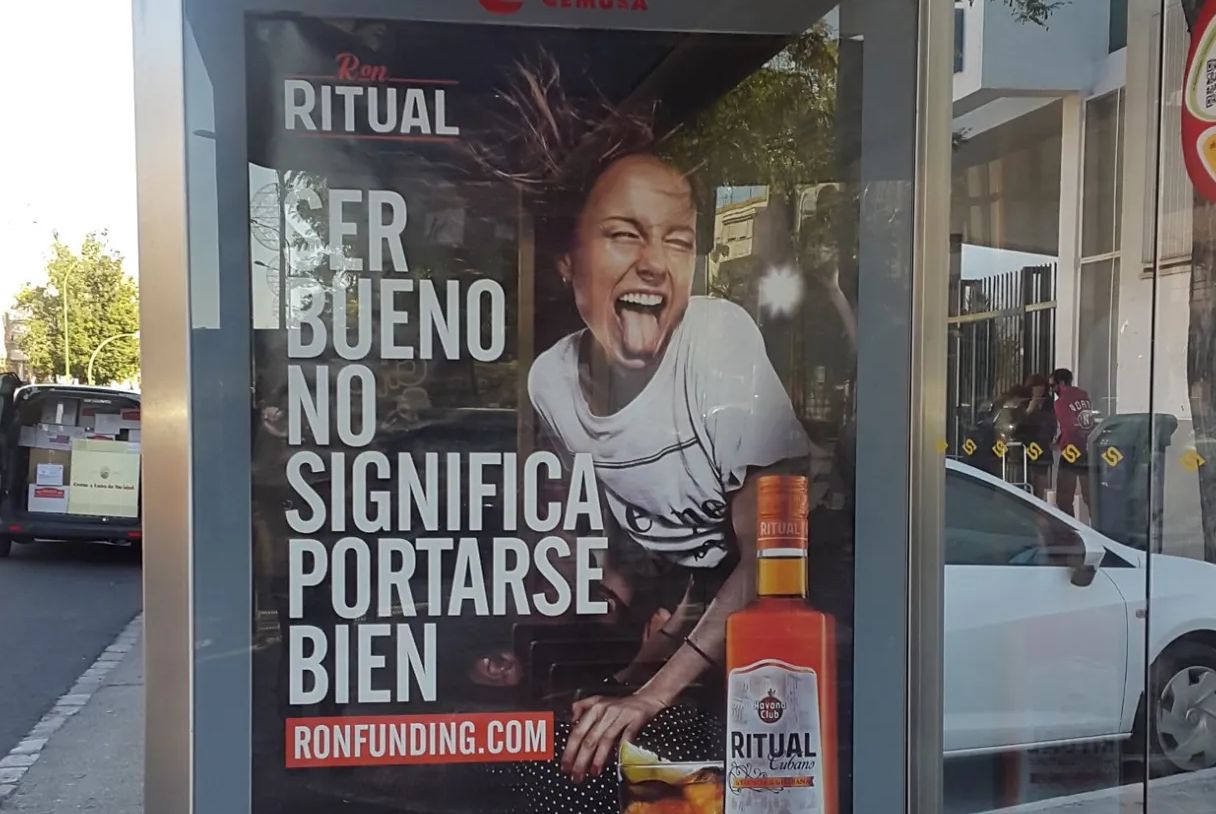 CEMUSA
Ron
RITUAL
SER
BUENO
NO
SIGNIFICA
PORTARSE
BIEN
RONFUNDING.COM
RITUAL
Havana
Club
RITUAL
Cubano